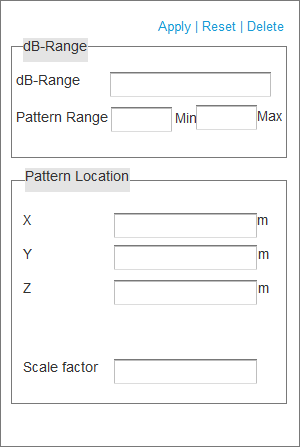 Apply | Reset | Delete
dB-Range
dB-Range
Pattern Range Min Max
Pattern Location
X m
Y m
Z m
Scale factor